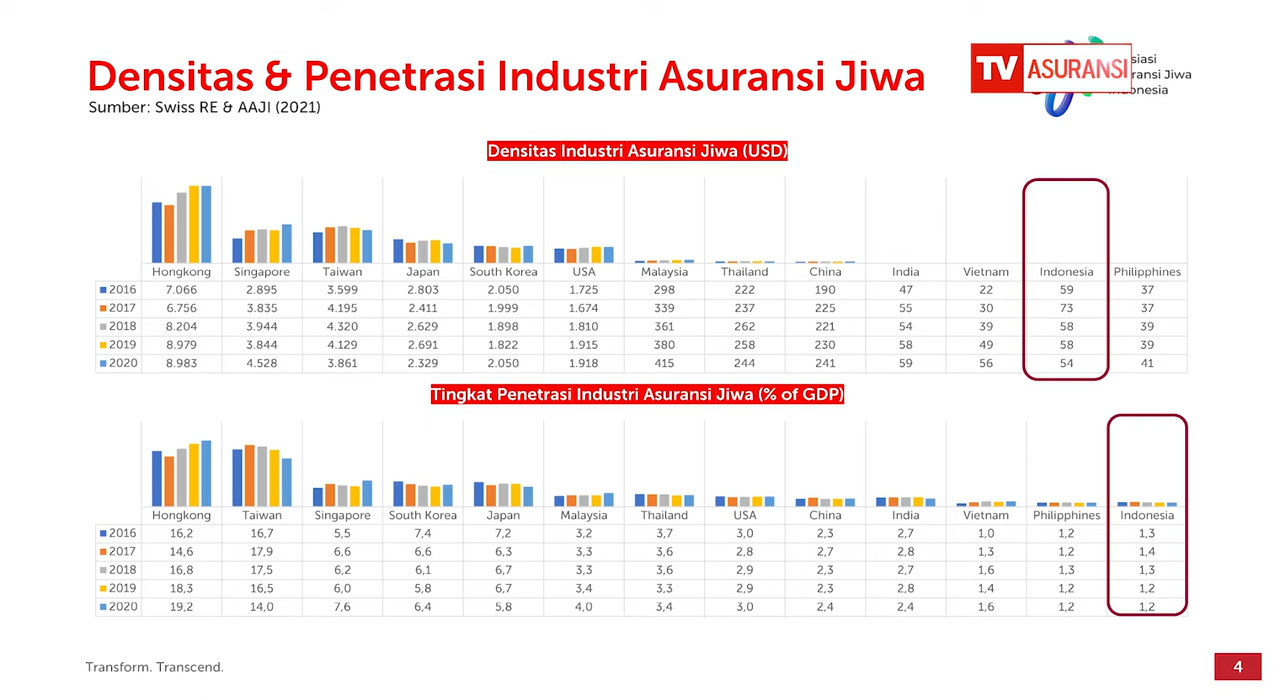 Densitas & Penetrasi Industri Asuransi Jiwa
Sumber: Swiss RE & AAJI (2021)
TV ASURANSI
siasi
ransi Jiwa
onesia
Densitas Industri Asuransi Jiwa (USD)
Hongkong Singapore Taiwan Japan South Korea USA Malaysia Thailand China India Vietnam Indonesia Philipphines
2016 7.066 2.895 3.599 2.803 2.050 1.725 298 222 190 47 22 59 37
2017 6.756 3.835 4.195 2.411 1.999 1.674 339 237 225 55 30 73 37
2018 8.204 3.944 4.320 2.629 1.898 1.810 361 262 221 54 39 58 39
2019 8.979 3.844 4.129 2.691 1.822 1.915 380 258 230 58 49 58 39
2020 8.983 4.528 3.861 2.329 2.050 1.918 415 244 241 59 56 54 41
Tingkat Penetrasi Industri Asuransi Jiwa (% of GDP)
Hongkong Taiwan Singapore South Korea Japan Malaysia Thailand USA China India Vietnam Philipphines Indonesia
2016 16,2 16,7 5,5 7,4 7,2 3,2 3,7 3,0 2,3 2,7 1,0 1,2 1,3
2017 14,6 17,9 6,6 6,6 6,3 3,3 3,6 2,8 2,7 2,8 1,3 1,2 1,4
2018 16,8 17,5 6,2 6,1 6,7 3,3 3,6 2,9 2,3 2,7 1,6 1,3 1,3
2019 18,3 16,5 6,0 5,8 6,7 3,4 3,3 2,9 2,3 2,8 1,4 1,2 1,2
2020 19,2 14,0 7,6 6,4 5,8 4,0 3,4 3,0 2,4 2,4 1,6 1,2 1,2
Transform. Transcend.
4